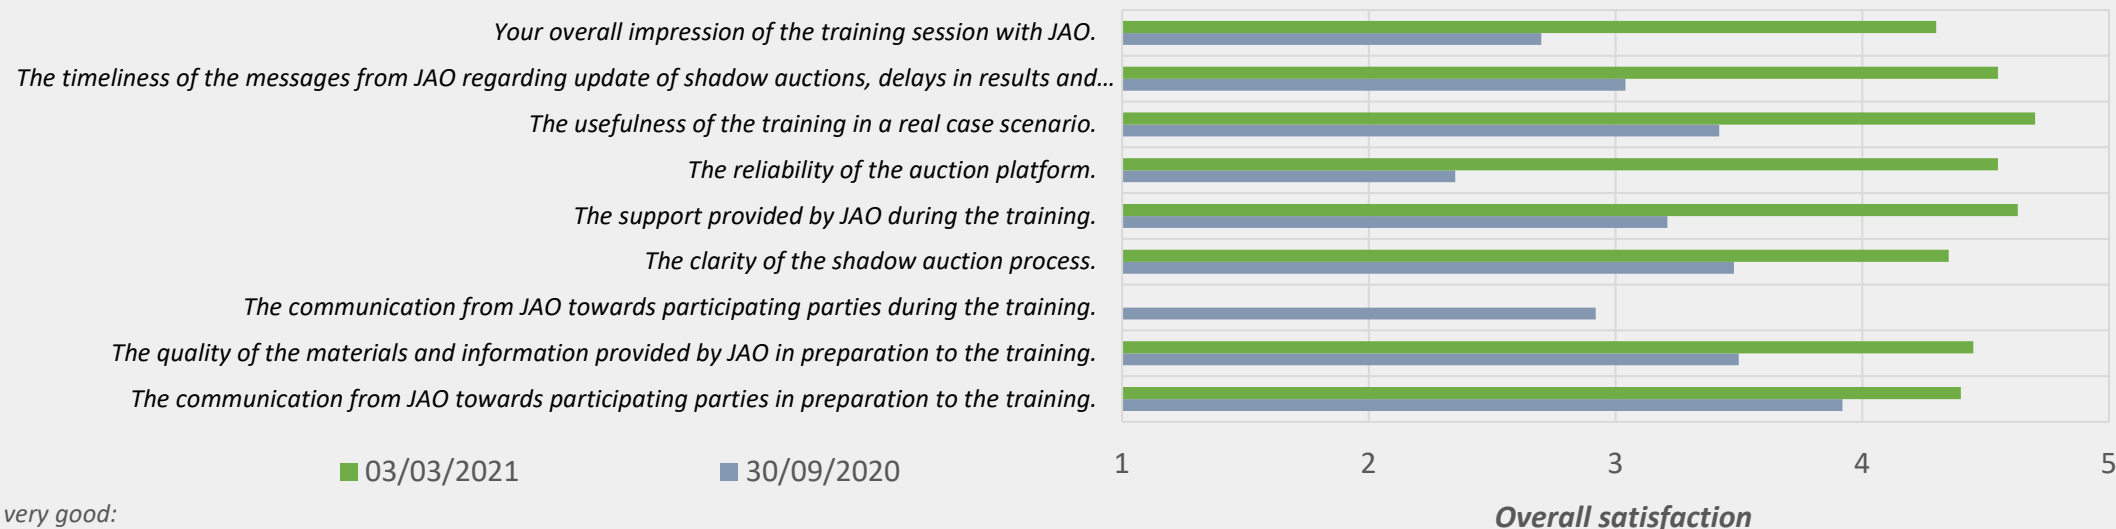 Your overall impression of the training session with JAO.
The timeliness of the messages from JAO regarding update of shadow auctions, delays in results and…
The usefulness of the training in a real case scenario.
The reliability of the auction platform.
The support provided by JAO during the training.
The clarity of the shadow auction process.
The communication from JAO towards participating parties during the training.
The quality of the materials and information provided by JAO in preparation to the training.
The communication from JAO towards participating parties in preparation to the training.
1 2 3 4 5
03/03/2021 30/09/2020
very good:
Overall satisfaction